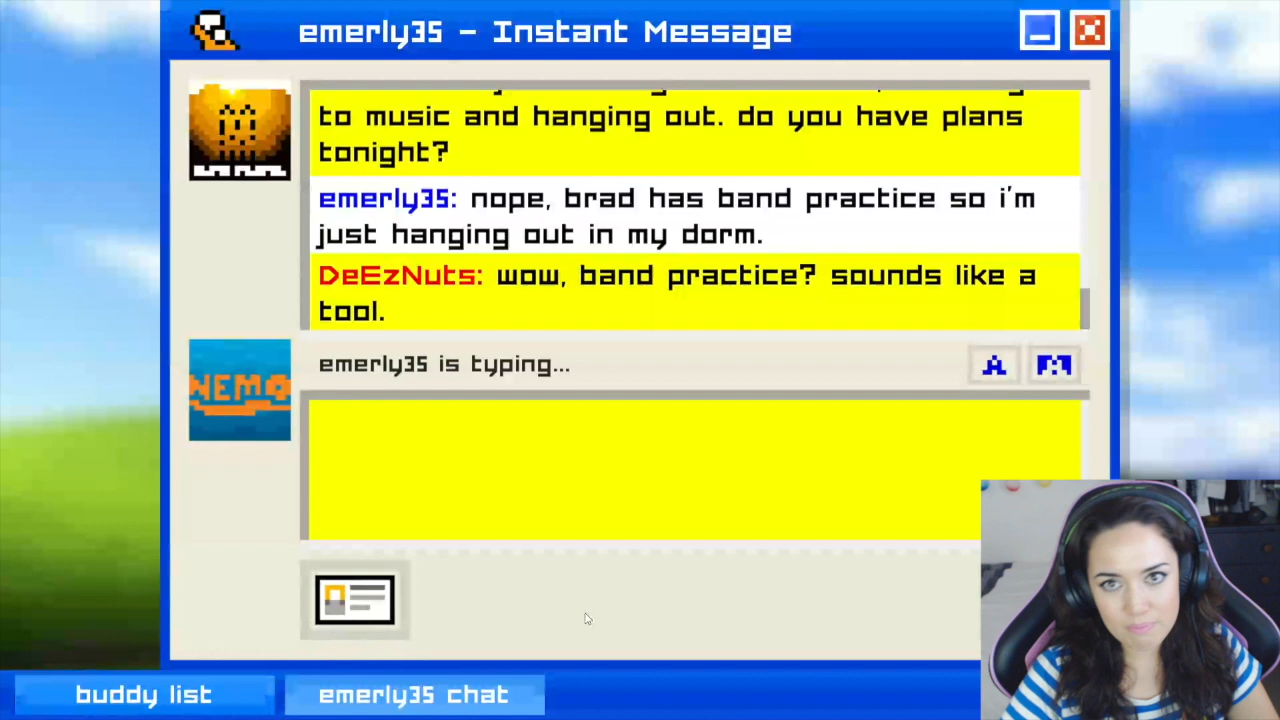 emerly35 - Instant Message
to music and hanging out. do you have plans
tonight?
emerly35: nope, brad has band practice so i'm
just hanging out in my dorm.
DeEzNuts: wow, band practice? sounds like a
tool.
emerly35 is typing...
A
NEMO
buddy list
emerly35 chat